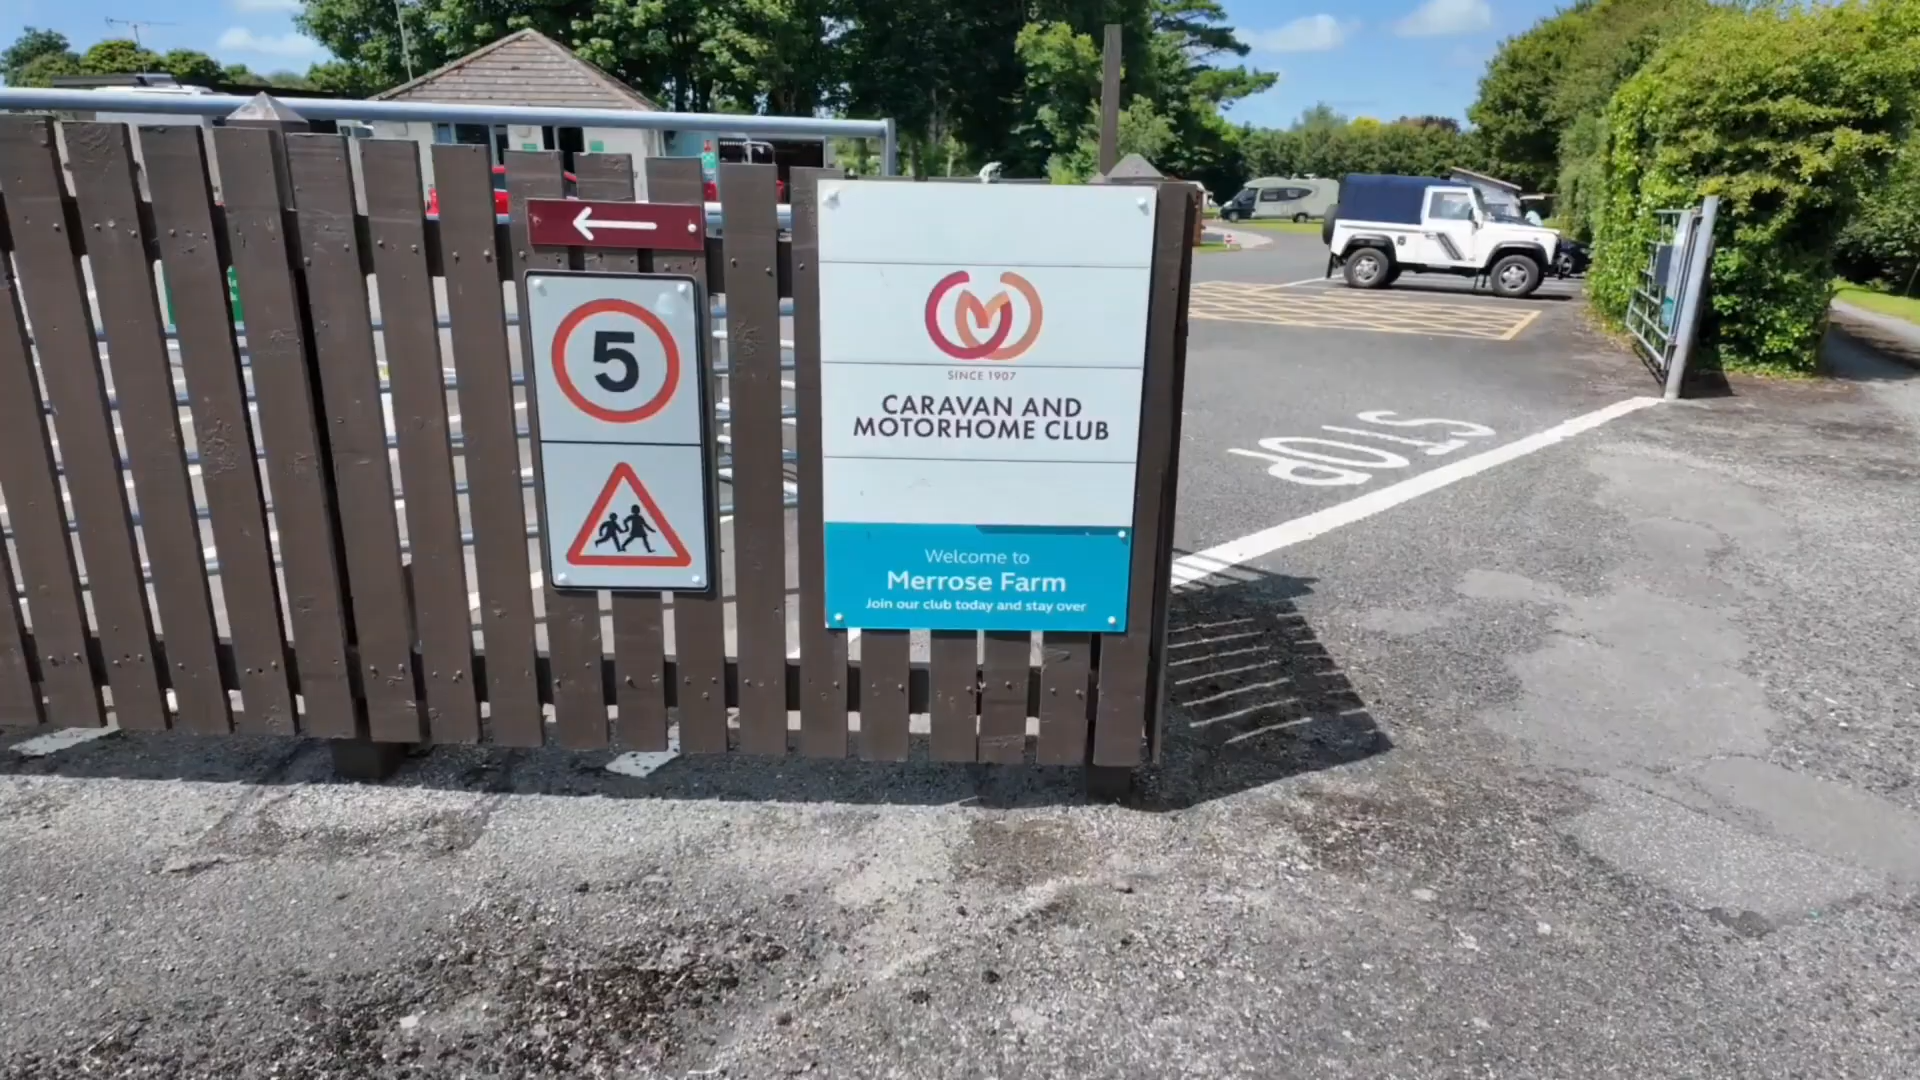 5
SINCE 1907
CARAVAN AND
MOTORHOME CLUB
Welcome to
Merrose Farm
Join our club today and stay over
STOP